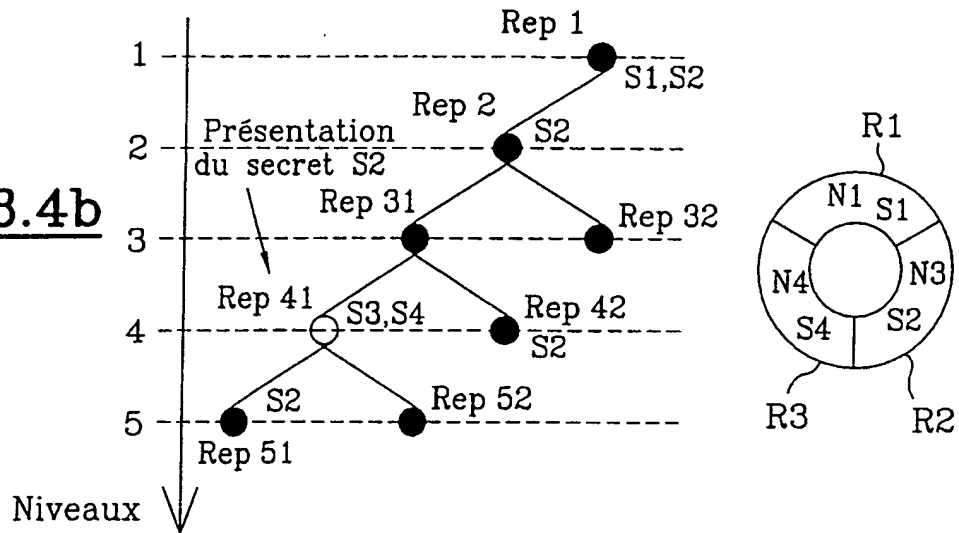 Rep 1
1
S1,S2
Rep 2
S2
R1
Présentation
du secret S2
2
N1
S1
8.4b
Rep 31
Rep 32
3
N3
N4
Rep 41
S3,S4
Rep 42
S2
S4
4
S2
R3
R2
S2
Rep 52
5
Rep 51
Niveaux